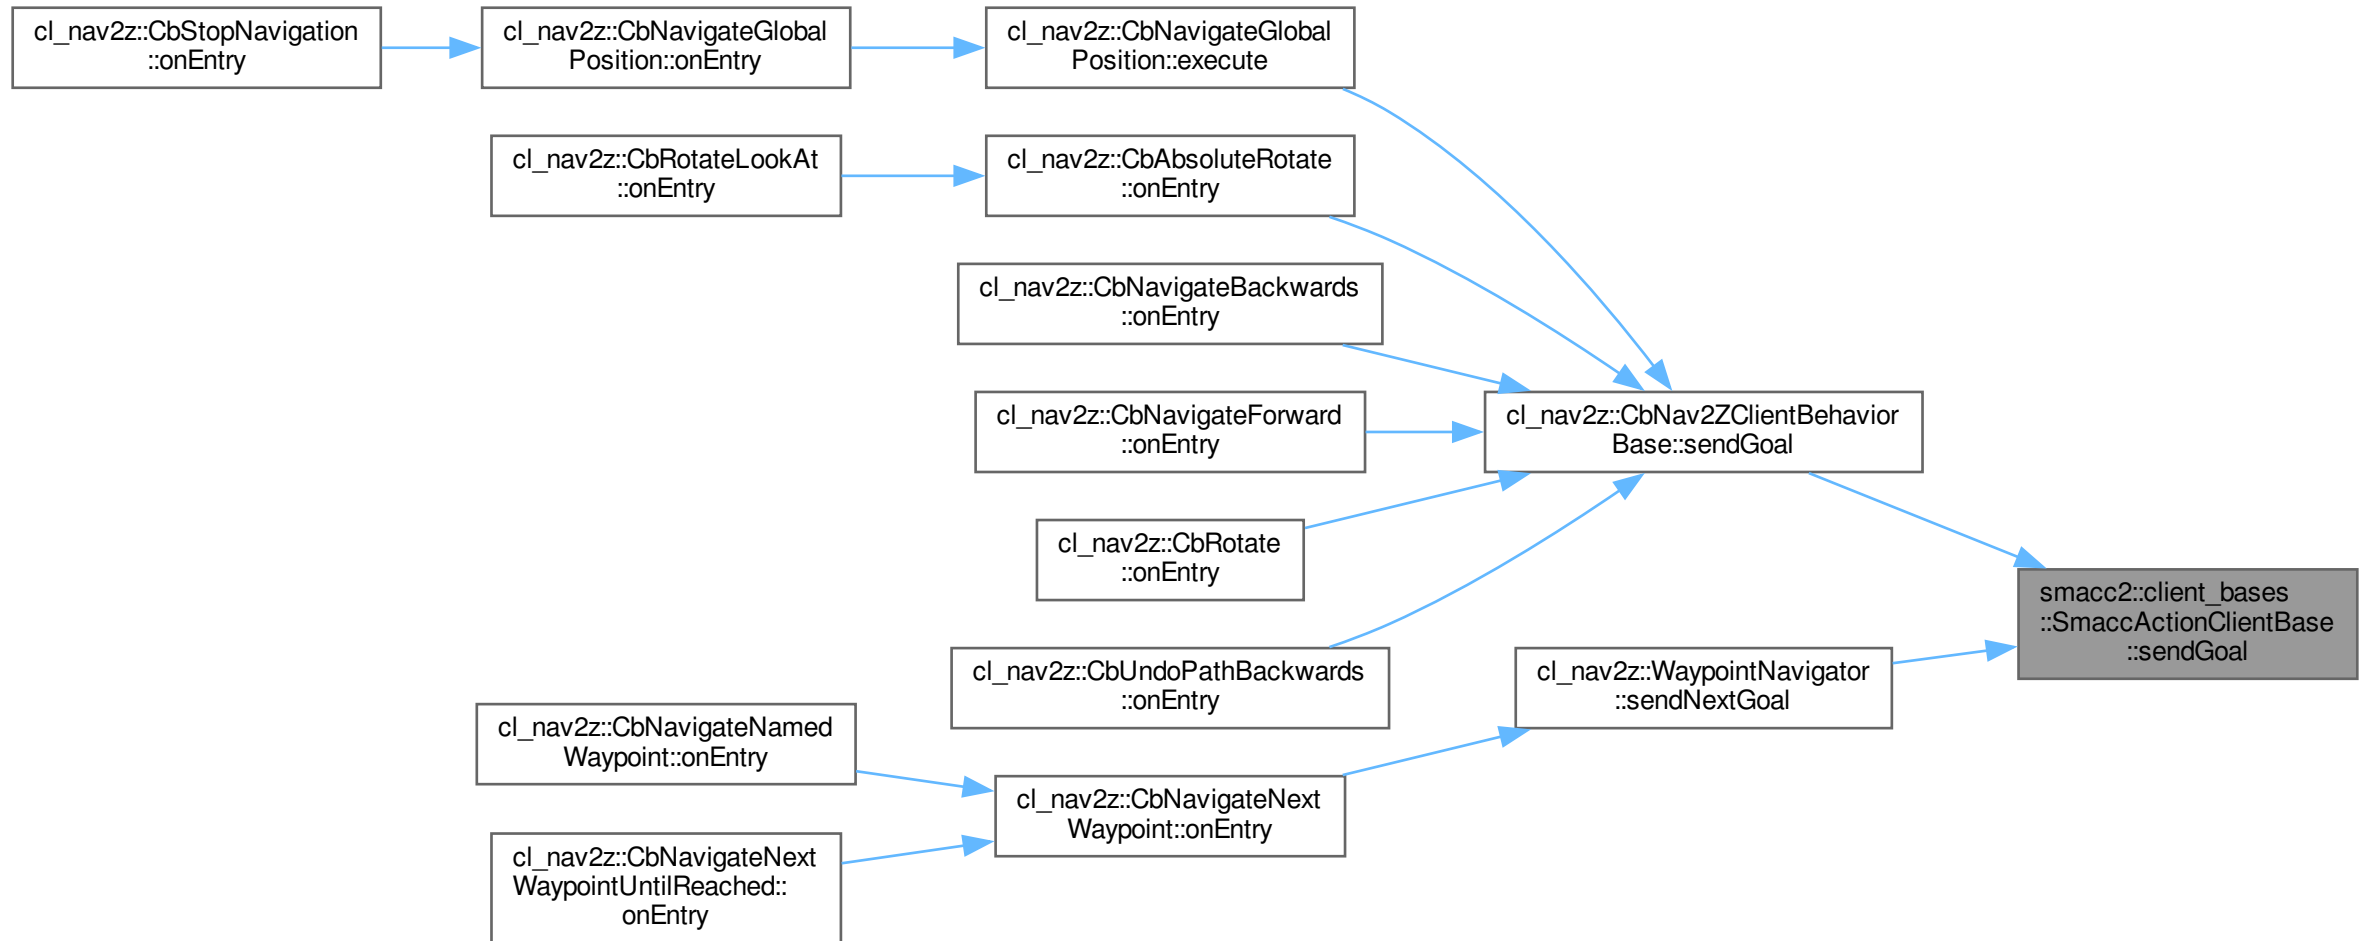 cl_nav2z::CbStopNavigation
::onEntry
cl_nav2z::CbNavigateGlobal
Position::onEntry
cl_nav2z::CbNavigateGlobal
Position::execute
cl_nav2z::CbRotateLookAt
::onEntry
cl_nav2z::CbAbsoluteRotate
::onEntry
cl_nav2z::CbNavigateBackwards
::onEntry
cl_nav2z::CbNavigateForward
::onEntry
cl_nav2z::CbNav2ZClientBehavior
Base::sendGoal
cl_nav2z::CbRotate
::onEntry
smacc2::client_bases
::SmaccActionClientBase
::sendGoal
cl_nav2z::CbUndoPathBackwards
::onEntry
cl_nav2z::WaypointNavigator
::sendNextGoal
cl_nav2z::CbNavigateNamed
Waypoint::onEntry
cl_nav2z::CbNavigateNext
Waypoint::onEntry
cl_nav2z::CbNavigateNext
WaypointUntilReached::
onEntry